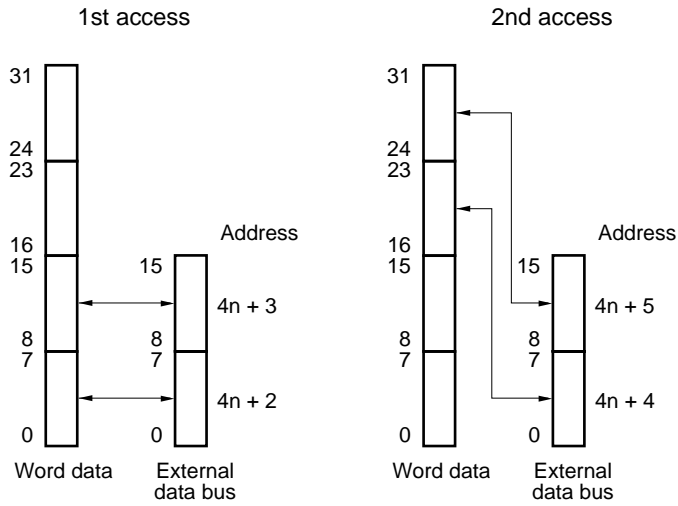 1st access
31
24
23
16
15
8
7
0
Word data
Address
15
8
7
0
4n + 3
4n + 2
External
data bus
2nd access
31
24
23
16
15
8
7
0
Word data
Address
15
8
7
0
4n + 5
4n + 4
External
data bus